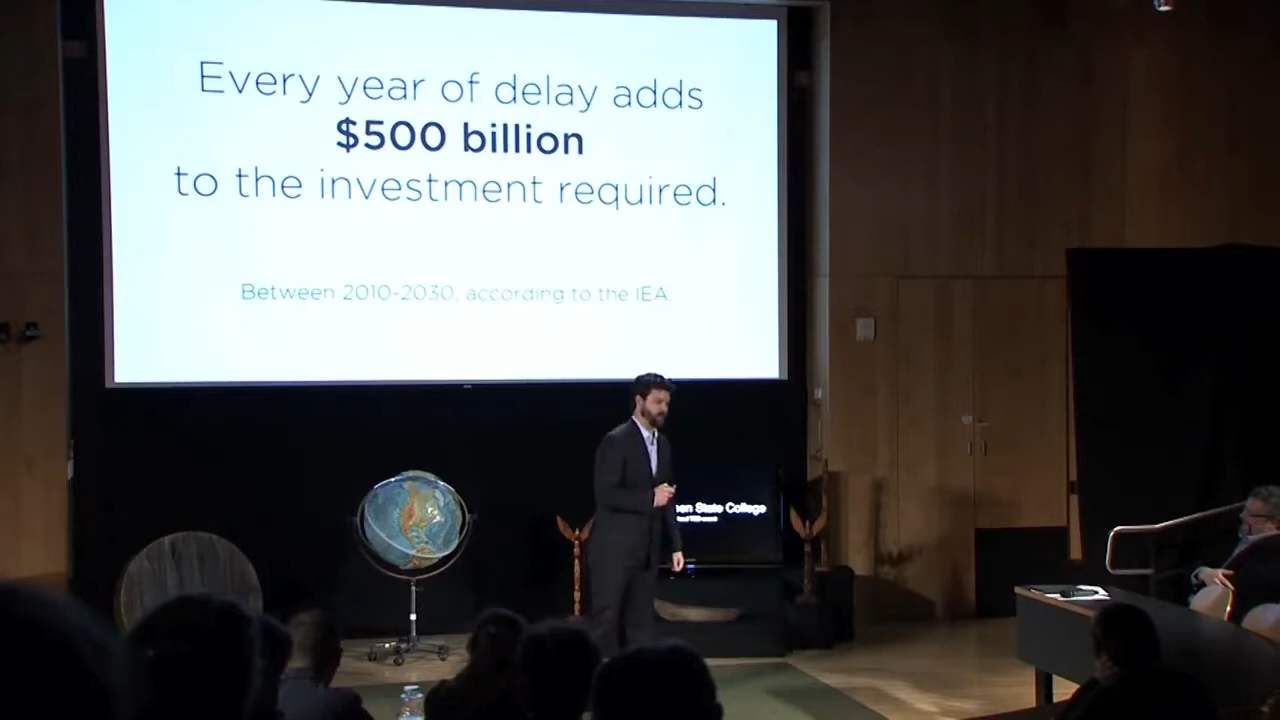 Every year of delay adds
$500 billion
to the investment required.
Between 2010-2030, according to the IEA
State College